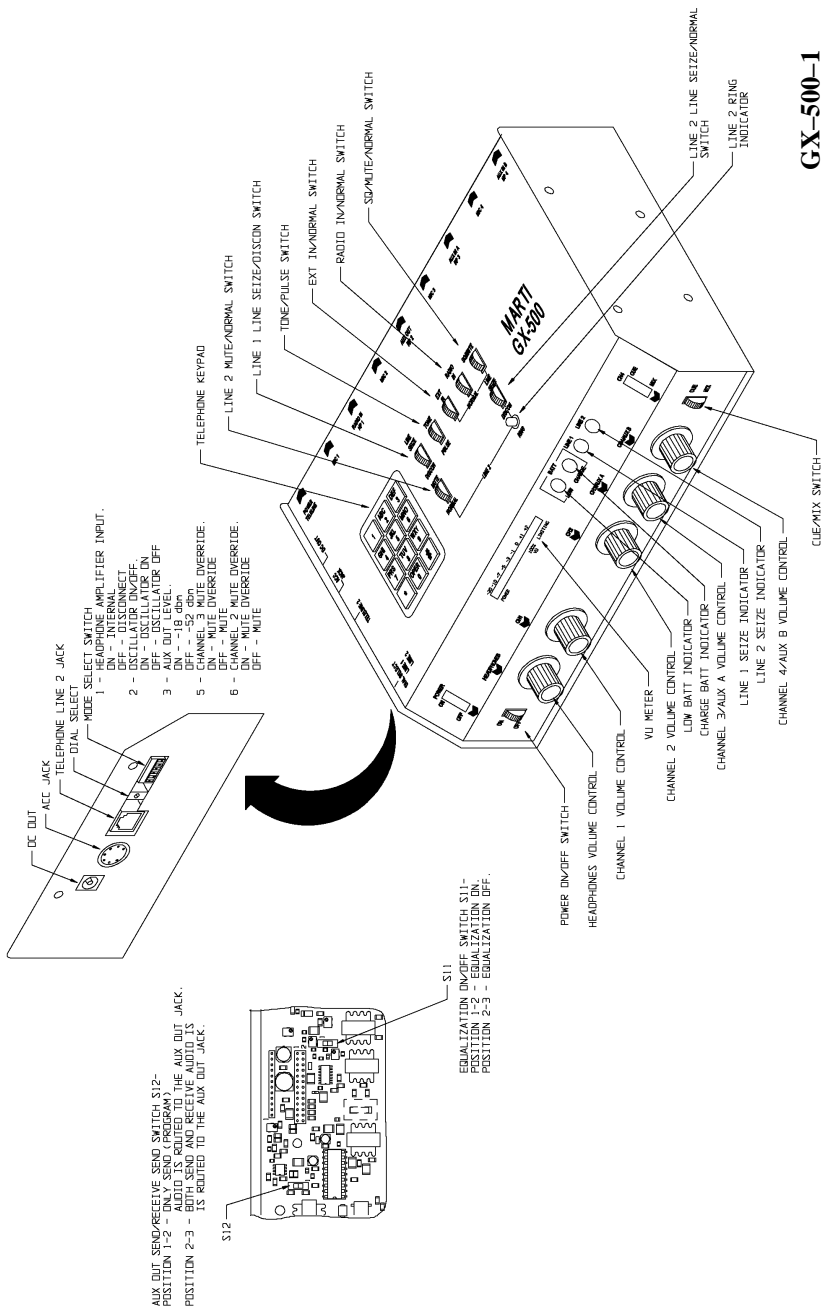 DC OUT
ACC JACK
TELEPHONE LINE 2 JACK
DIAL SELECT
MODE SELECT SWITCH
1 - HEADPHONE AMPLIFIER INPUT.
ON - INTERNAL
OFF - DISCONNECT
2 - OSCILLATOR ON/OFF.
ON - OSCILLATOR ON
OFF - OSCILLATOR OFF
3 - AUX OUT LEVEL.
ON - -18 dbm
OFF - -52 dbm
5 - CHANNEL 3 MUTE OVERRIDE.
ON - MUTE OVERRIDE
OFF - MUTE
6 - CHANNEL 2 MUTE OVERRIDE.
ON - MUTE OVERRIDE
OFF - MUTE
TELEPHONE KEYPAD
LINE 2 MUTE/NORMAL SWITCH
LINE 1 LINE SEIZE/DISCON SWITCH
TONE/PULSE SWITCH
EXT IN/NORMAL SWITCH
RADIO IN/NORMAL SWITCH
SQ/MUTE/NORMAL SWITCH
MARTI
GX-500
LINE 2 LINE SEIZE/NORMAL
SWITCH
LINE 2 RING
INDICATOR
AUX OUT SEND/RECEIVE SEND SWITCH S12-
POSITION 1-2 - ONLY SEND (PROGRAM)
AUDIO IS ROUTED TO THE AUX OUT JACK.
POSITION 2-3 - BOTH SEND AND RECEIVE AUDIO IS
IS ROUTED TO THE AUX OUT JACK.
S12
S11
EQUALIZATION ON/OFF SWITCH S11-
POSITION 1-2 - EQUALIZATION ON.
POSITION 2-3 - EQUALIZATION OFF.
POWER
ON
OFF
HEADPHONES
POWER ON/OFF SWITCH
HEADPHONES VOLUME CONTROL
CHANNEL 1 VOLUME CONTROL
VU METER
CHANNEL 2 VOLUME CONTROL
LOW BATT INDICATOR
CHARGE BATT INDICATOR
CHANNEL 3/AUX A VOLUME CONTROL
LINE 1 SEIZE INDICATOR
LINE 2 SEIZE INDICATOR
CHANNEL 4/AUX B VOLUME CONTROL
CUE/MIX SWITCH
GX-500-1